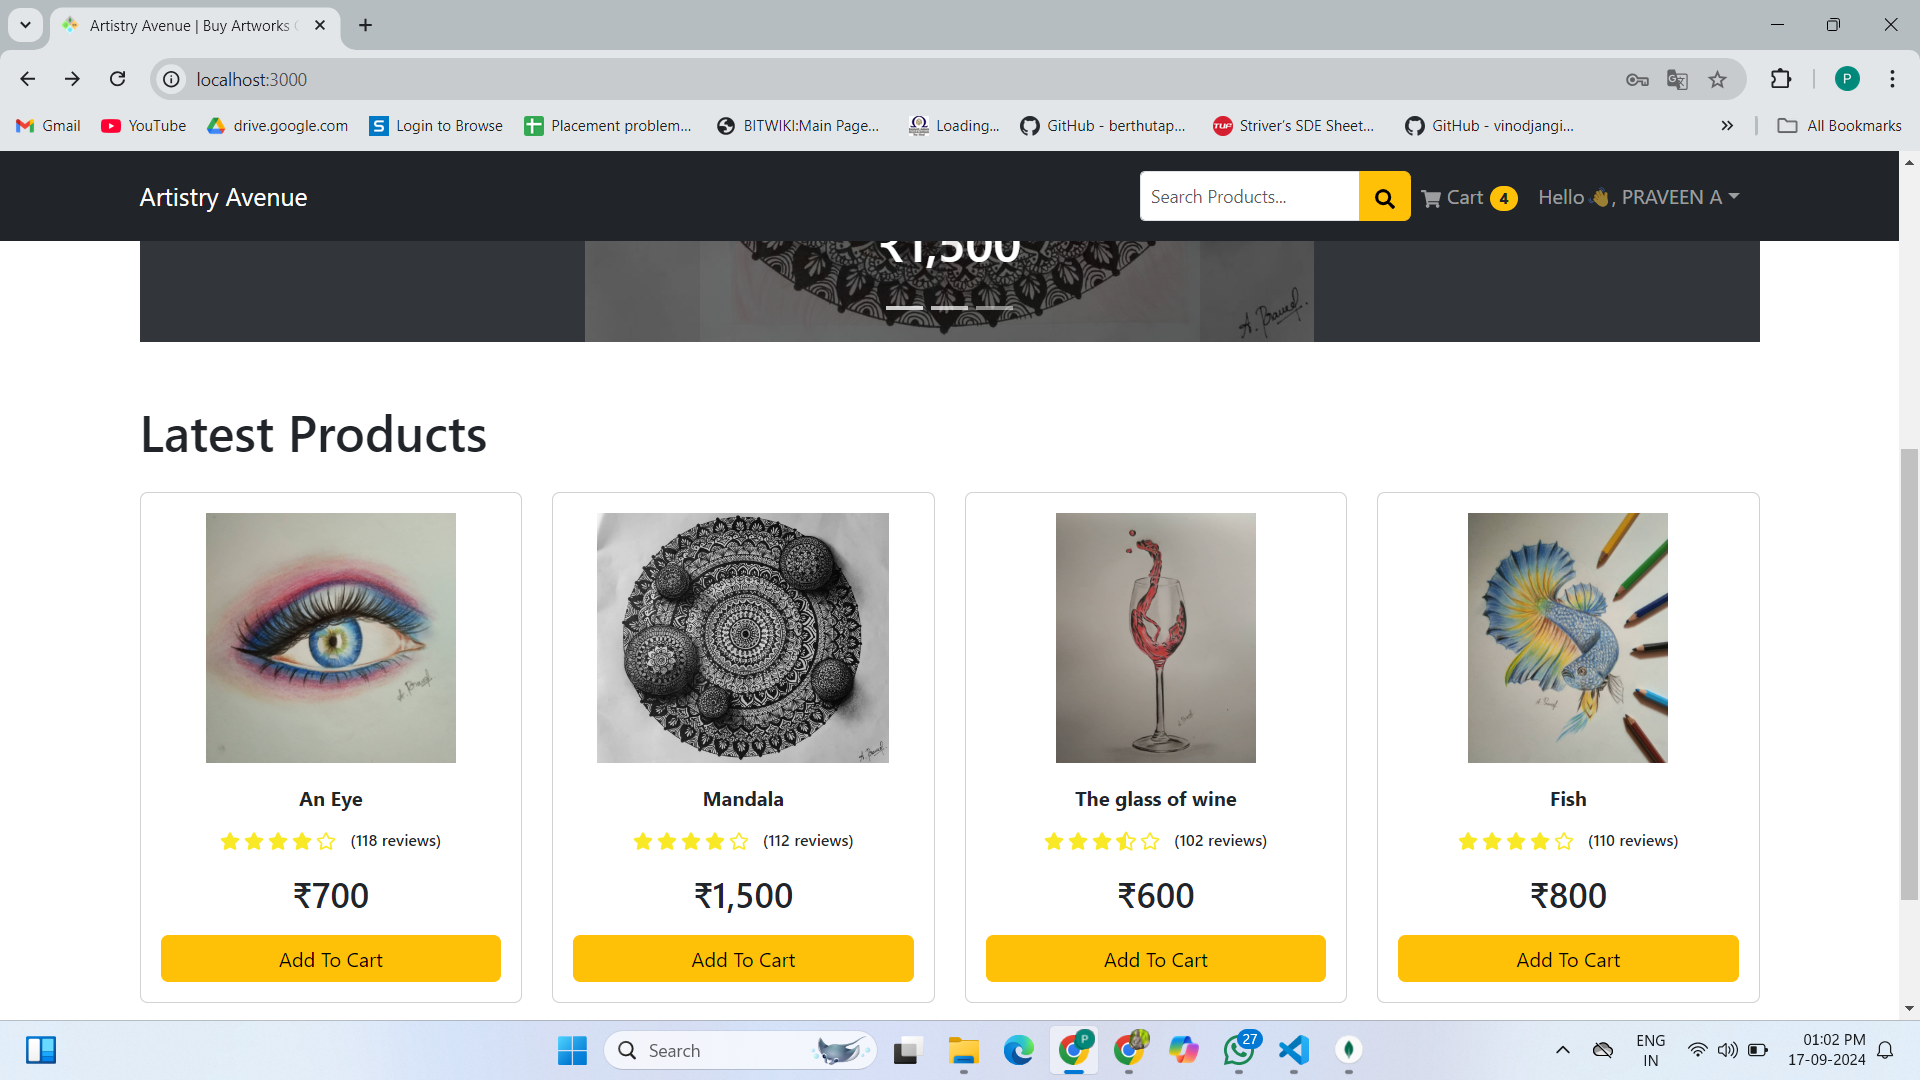 Artistry Avenue | Buy Artworks
localhost:3000
Gmail
YouTube
drive.google.com
Login to Browse
Placement problem...
BITWIKI:Main Page...
Loading...
GitHub - berthutap...
TUF
Striver's SDE Sheet...
GitHub - vinodjangi...
All Bookmarks
Artistry Avenue
Search Products...
Cart 4
Hello 👋, PRAVEEN A
₹1,500
Latest Products
An Eye
(118 reviews)
₹700
Add To Cart
Mandala
(112 reviews)
₹1,500
Add To Cart
The glass of wine
(102 reviews)
₹600
Add To Cart
Fish
(110 reviews)
₹800
Add To Cart
Search
27
ENG
IN
01:02 PM
17-09-2024